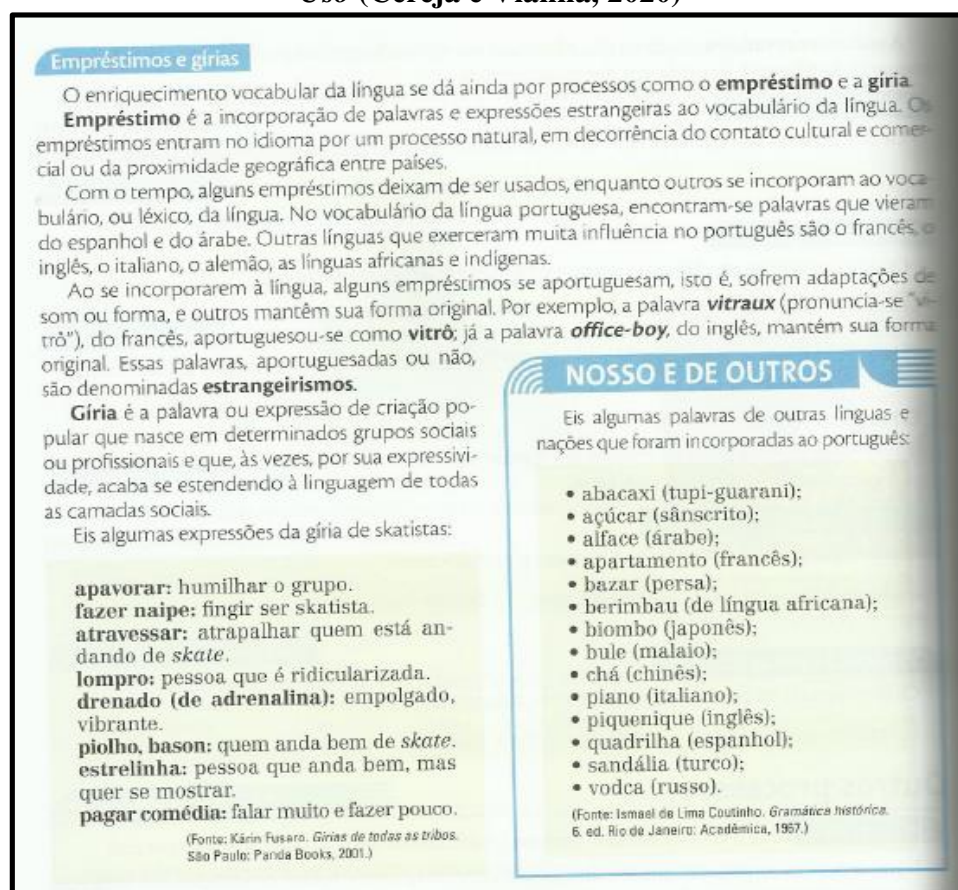 Uso (Cereja e Vianna, 2020)
Empréstimos e gírias
O enriquecimento vocabular da língua se dá ainda por processos como o empréstimo e a gíria.
Empréstimo é a incorporação de palavras e expressões estrangeiras ao vocabulário da língua. Os
empréstimos entram no idioma por um processo natural, em decorrência do contato cultural e comer-
cial ou da proximidade geográfica entre países.
Com o tempo, alguns empréstimos deixam de ser usados, enquanto outros se incorporam ao voca-
bulário, ou léxico, da língua. No vocabulário da língua portuguesa, encontram-se palavras que vieram
do espanhol e do árabe. Outras línguas que exerceram muita influência no português são o francês, o
inglês, o italiano, o alemão, as línguas africanas e indígenas.
Ao se incorporarem à língua, alguns empréstimos se aportuguesam, isto é, sofrem adaptações de
som ou forma, e outros mantêm sua forma original. Por exemplo, a palavra vitraux (pronuncia-se "vi-
trô"), do francês, aportuguesou-se como vitrô; já a palavra office-boy, do inglês, mantém sua forma
original. Essas palavras, aportuguesadas ou não,
são denominadas estrangeirismos.
Gíria é a palavra ou expressão de criação po-
pular que nasce em determinados grupos sociais
ou profissionais e que, às vezes, por sua expressivi-
dade, acaba se estendendo à linguagem de todas
as camadas sociais.
Eis algumas expressões da gíria de skatistas:
apavorar: humilhar o grupo.
fazer naipe: fingir ser skatista.
atravessar: atrapalhar quem está an-
dando de skate.
lompro: pessoa que é ridicularizada.
drenado (de adrenalina): empolgado,
vibrante.
piolho, bason: quem anda bem de skate.
estrelinha: pessoa que anda bem, mas
quer se mostrar.
pagar comédia: falar muito e fazer pouco.
(Fonte: Kárin Fusaro. Gírias de todas as tribos.
São Paulo: Panda Books, 2001.)
NOSSO E DE OUTROS
Eis algumas palavras de outras línguas e
nações que foram incorporadas ao português:
• abacaxi (tupi-guarani);
• açúcar (sânscrito);
• alface (árabe);
• apartamento (francês);
• bazar (persa);
• berimbau (de língua africana);
• biombo (japonês);
• bule (malaio);
• chá (chinês);
• piano (italiano);
• piquenique (inglês);
• quadrilha (espanhol);
• sandália (turco);
• vodca (russo).
(Fonte: Ismael de Lima Coutinho. Gramática histórica.
6. ed. Rio de Janeiro: Acadêmica, 1967.)